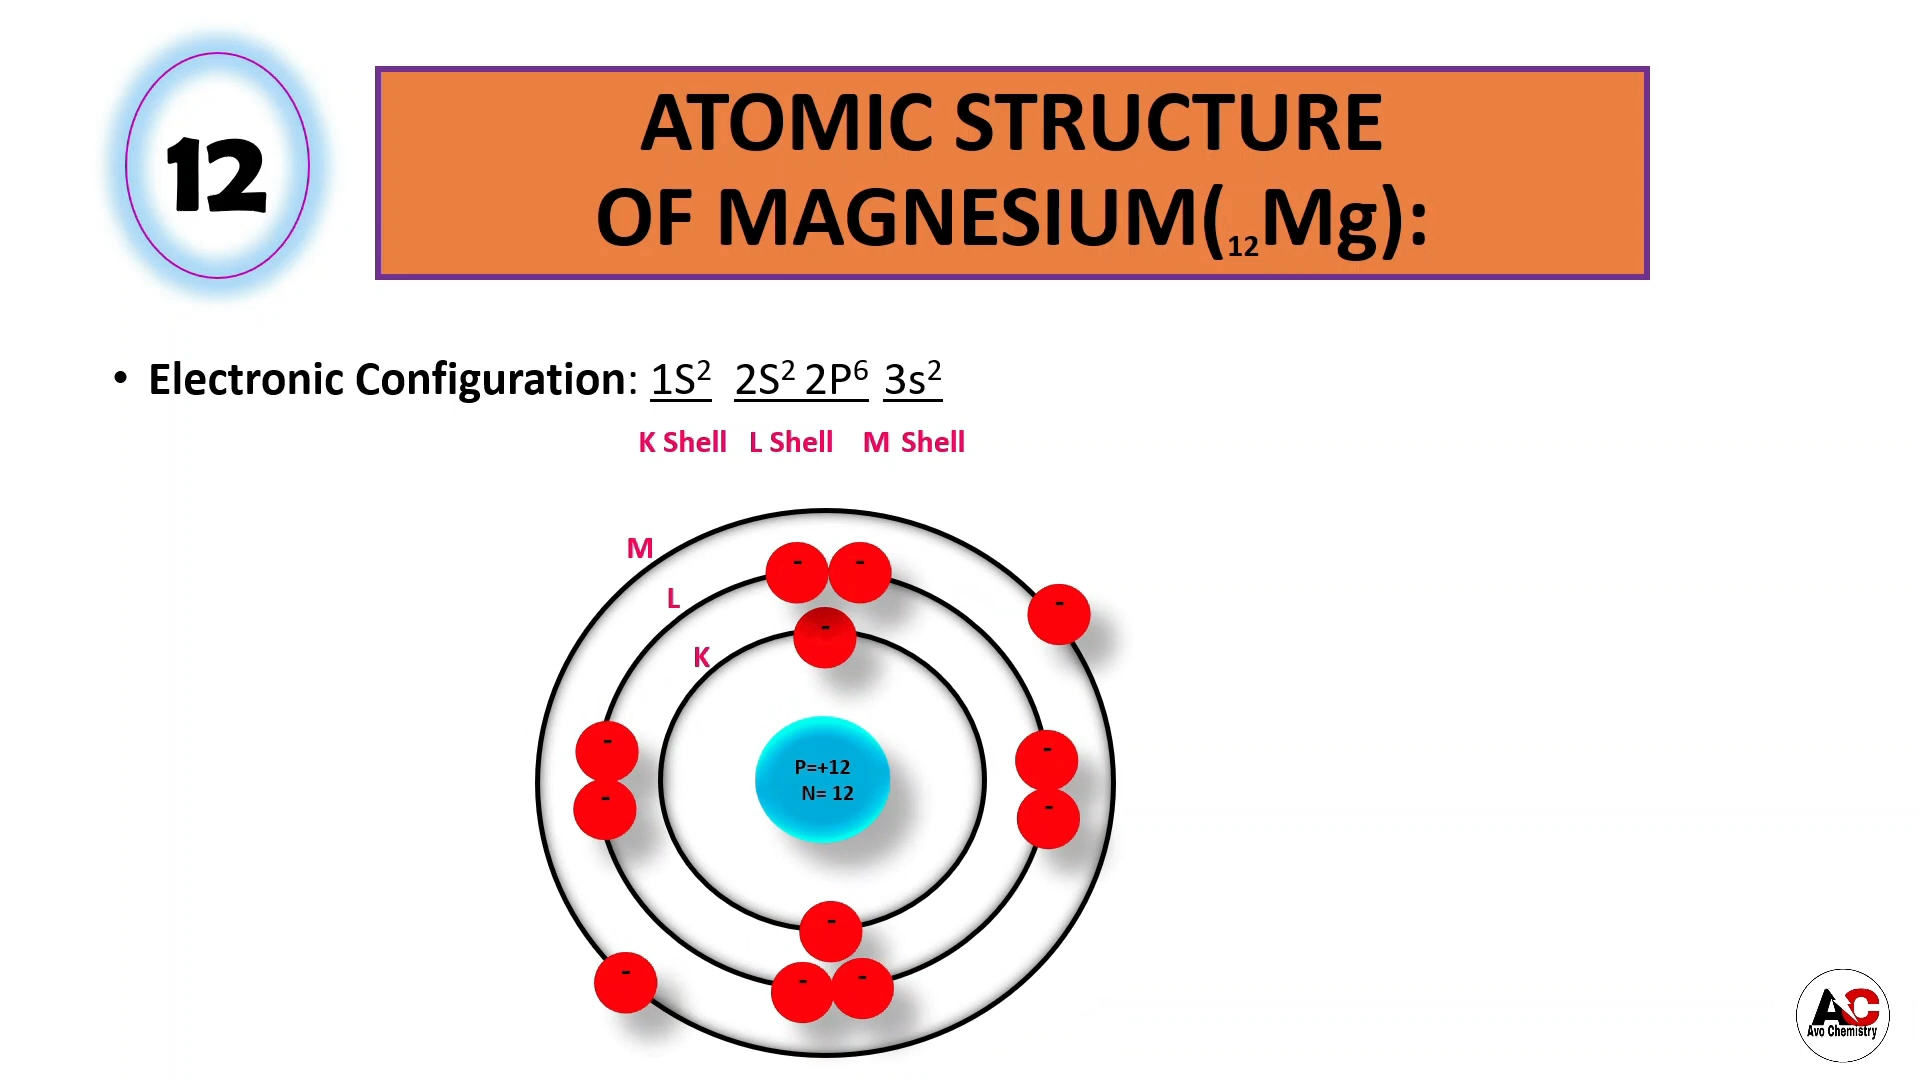 12
ATOMIC STRUCTURE
OF MAGNESIUM(₁₂Mg):
• Electronic Configuration: 1S² 2S² 2P⁶ 3s²
K Shell L Shell M Shell
M
L
K
- -
-
-
- -
- -
P=+12
N= 12
-
- -
-
AC
Avo Chemistry